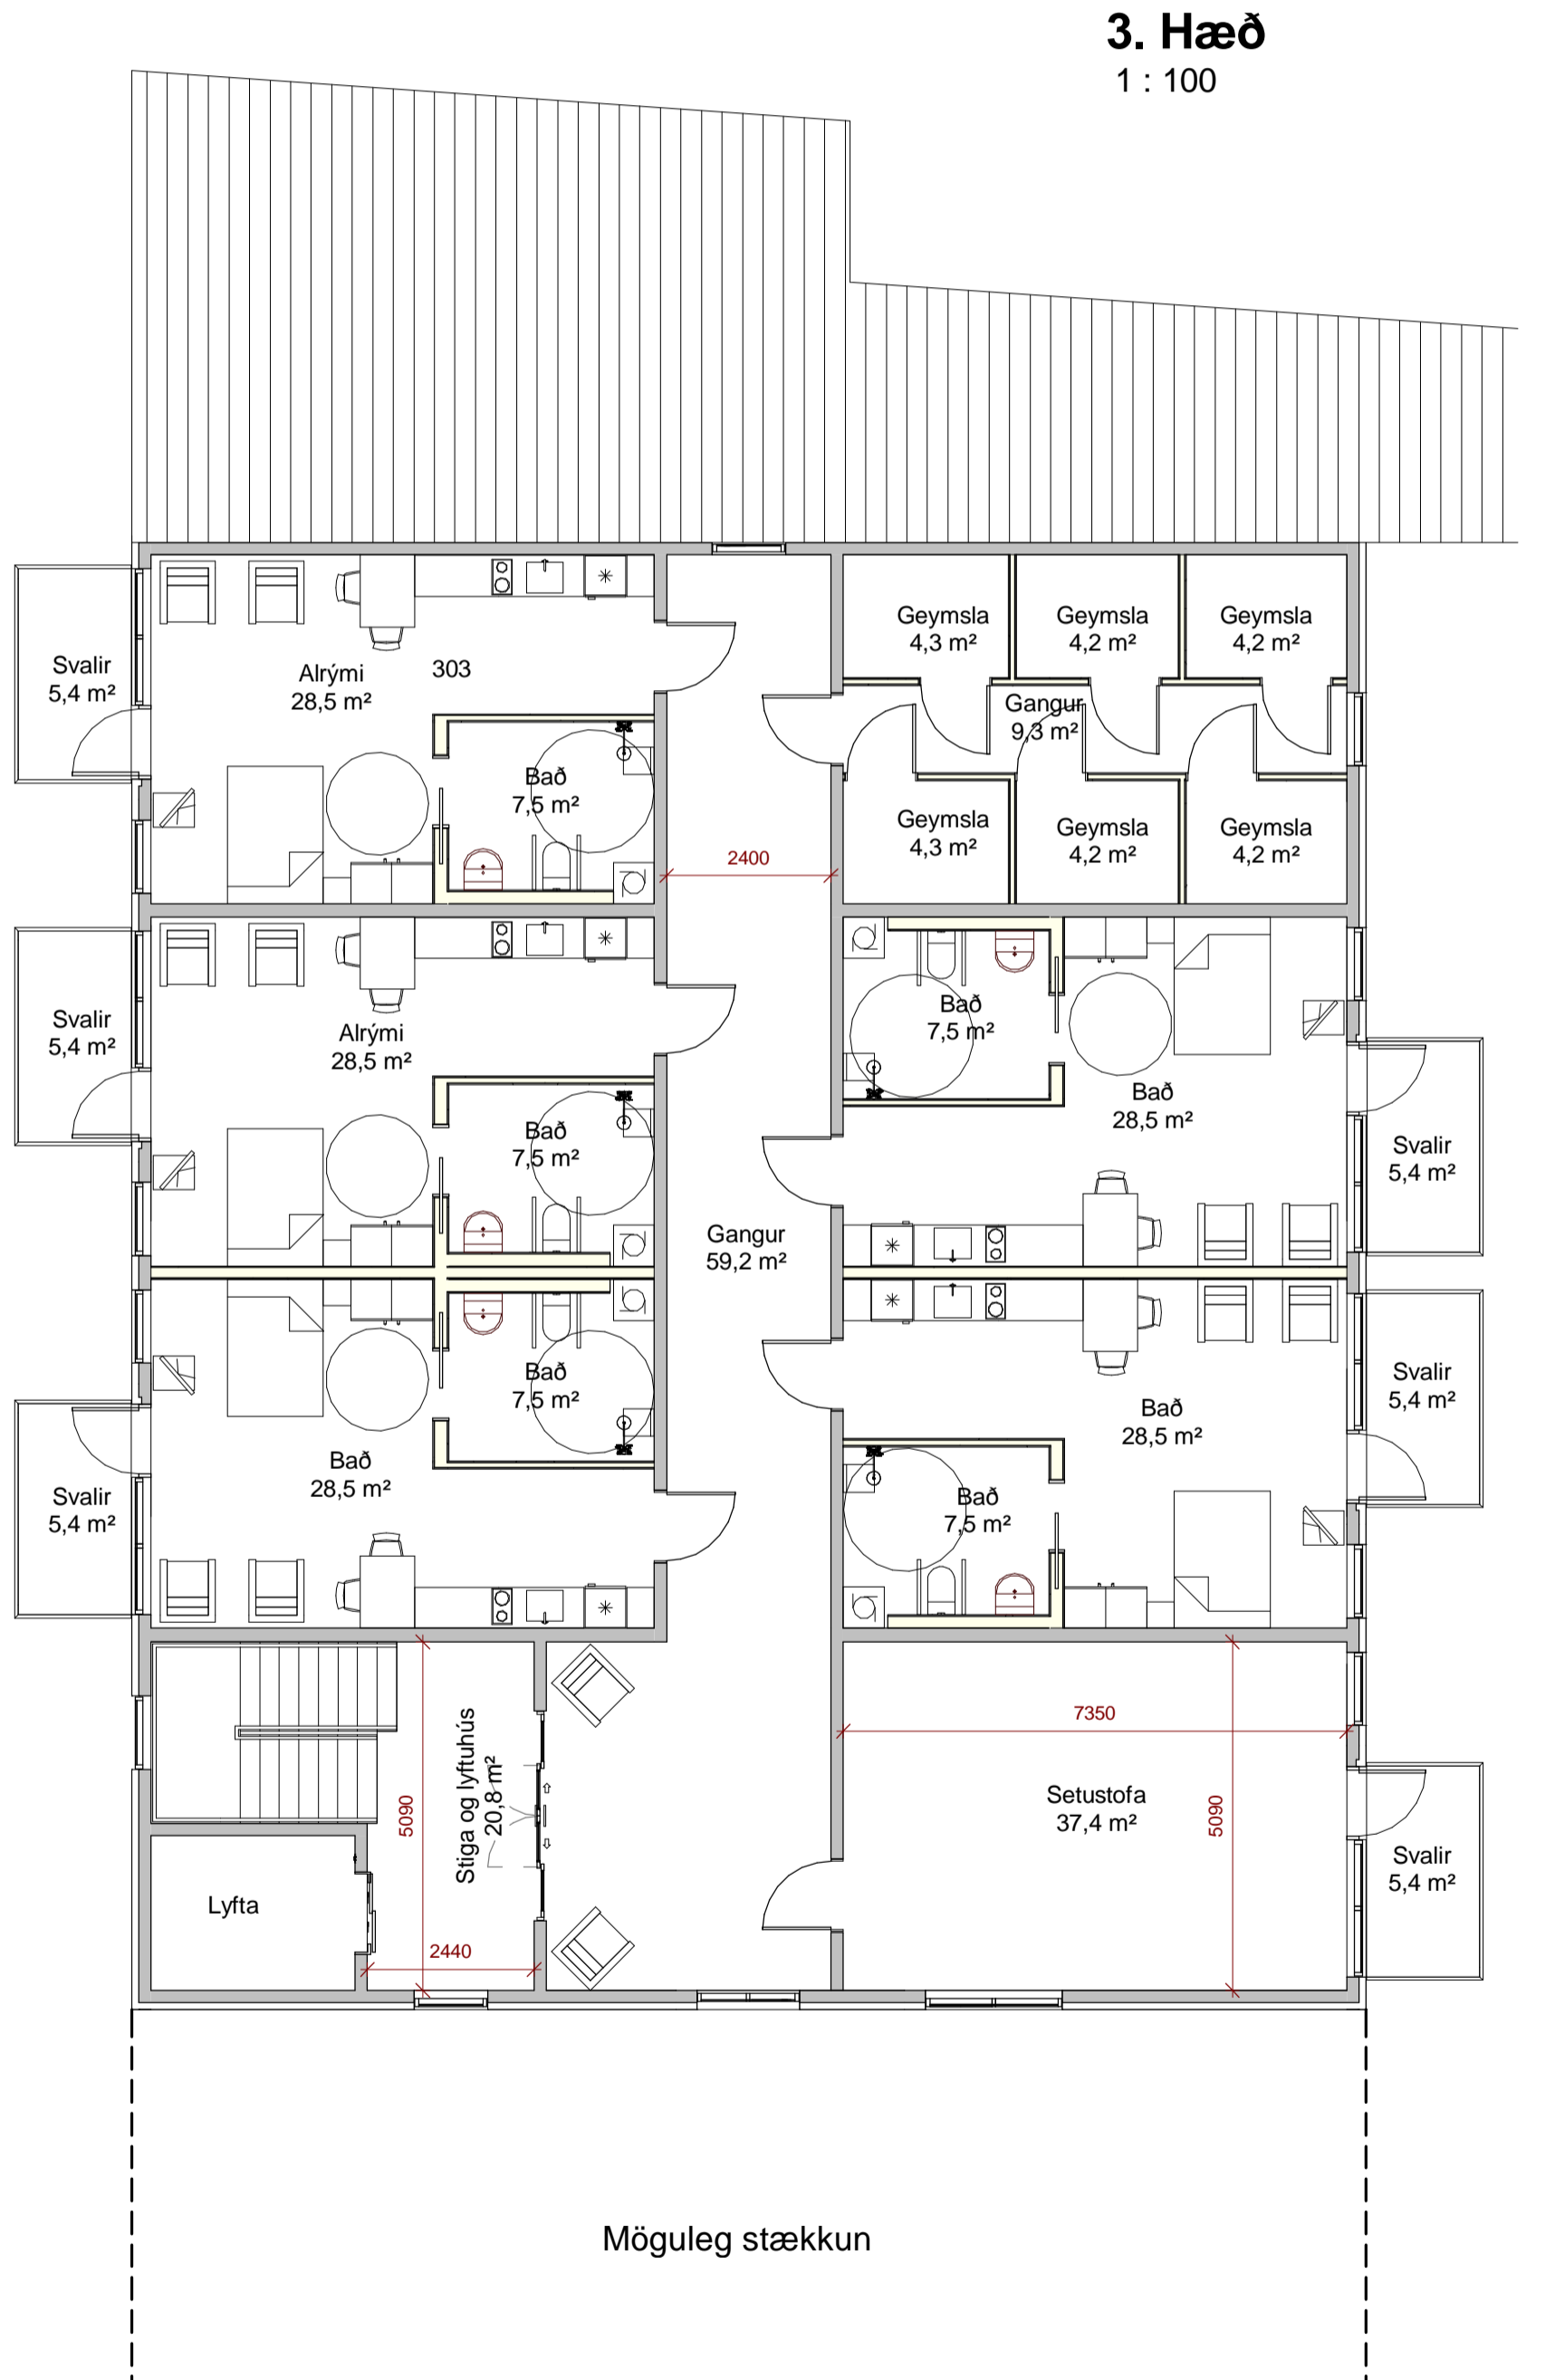 3. Hæð
1 : 100
Geymsla
4,3 m²
Geymsla
4,2 m²
Geymsla
4,2 m²
Svalir
5,4 m²
Alrými
28,5 m²
303
Gangur
9,3 m²
Bað
7,5 m²
Geymsla
4,3 m²
Geymsla
4,2 m²
Geymsla
4,2 m²
2400
Svalir
5,4 m²
Alrými
28,5 m²
Bað
7,5 m²
Bað
7,5 m²
Bað
28,5 m²
Svalir
5,4 m²
Gangur
59,2 m²
Bað
7,5 m²
Svalir
5,4 m²
Bað
28,5 m²
Bað
28,5 m²
Svalir
5,4 m²
Bað
7,5 m²
7350
Stiga og lyftuhús
20,8 m²
5090
Setustofa
37,4 m²
5090
Svalir
5,4 m²
Lyfta
2440
Möguleg stækkun